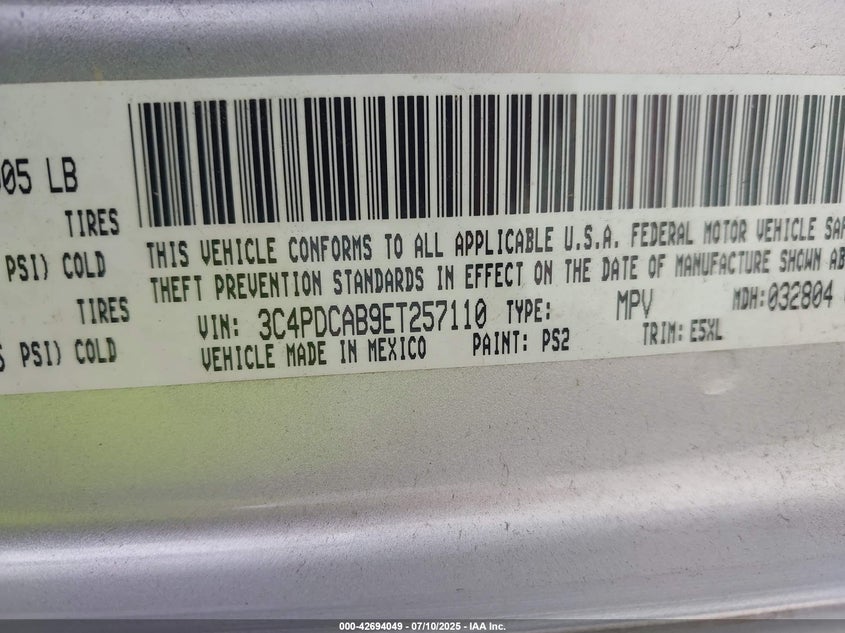 005 LB
TIRES
PSI) COLD
TIRES
PSI) COLD
THIS VEHICLE CONFORMS TO ALL APPLICABLE U.S.A. FEDERAL MOTOR VEHICLE SAF
THEFT PREVENTION STANDARDS IN EFFECT ON THE DATE OF MANUFACTURE SHOWN AB
VIN: 3C4PDCAB9ET257110 TYPE: MPV MDH:032804
VEHICLE MADE IN MEXICO PAINT: PS2 TRIM: E5XL
000-42694049 - 07/10/2025 - IAA Inc.